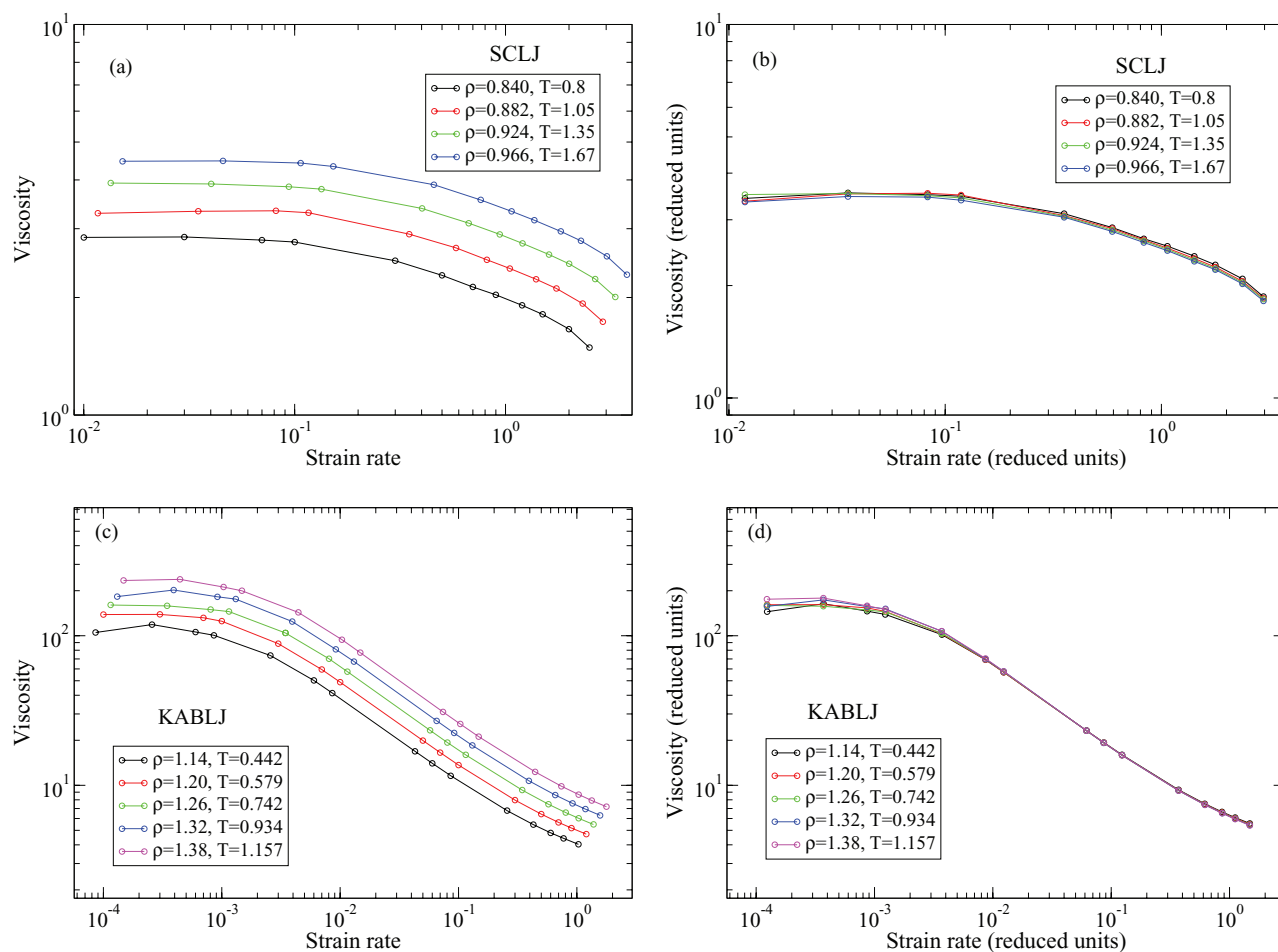 10^1
(a)
SCLJ
ρ=0.840, T=0.8
ρ=0.882, T=1.05
ρ=0.924, T=1.35
ρ=0.966, T=1.67
Viscosity
10^0
10^-2
10^-1
10^0
Strain rate
10^1
(b)
SCLJ
ρ=0.840, T=0.8
ρ=0.882, T=1.05
ρ=0.924, T=1.35
ρ=0.966, T=1.67
Viscosity (reduced units)
10^0
10^-2
10^-1
10^0
Strain rate (reduced units)
(c)
10^2
Viscosity
KABLJ
ρ=1.14, T=0.442
ρ=1.20, T=0.579
ρ=1.26, T=0.742
ρ=1.32, T=0.934
ρ=1.38, T=1.157
10^1
10^-4
10^-3
10^-2
10^-1
10^0
Strain rate
(d)
10^2
Viscosity (reduced units)
KABLJ
ρ=1.14, T=0.442
ρ=1.20, T=0.579
ρ=1.26, T=0.742
ρ=1.32, T=0.934
ρ=1.38, T=1.157
10^1
10^-4
10^-3
10^-2
10^-1
10^0
Strain rate (reduced units)